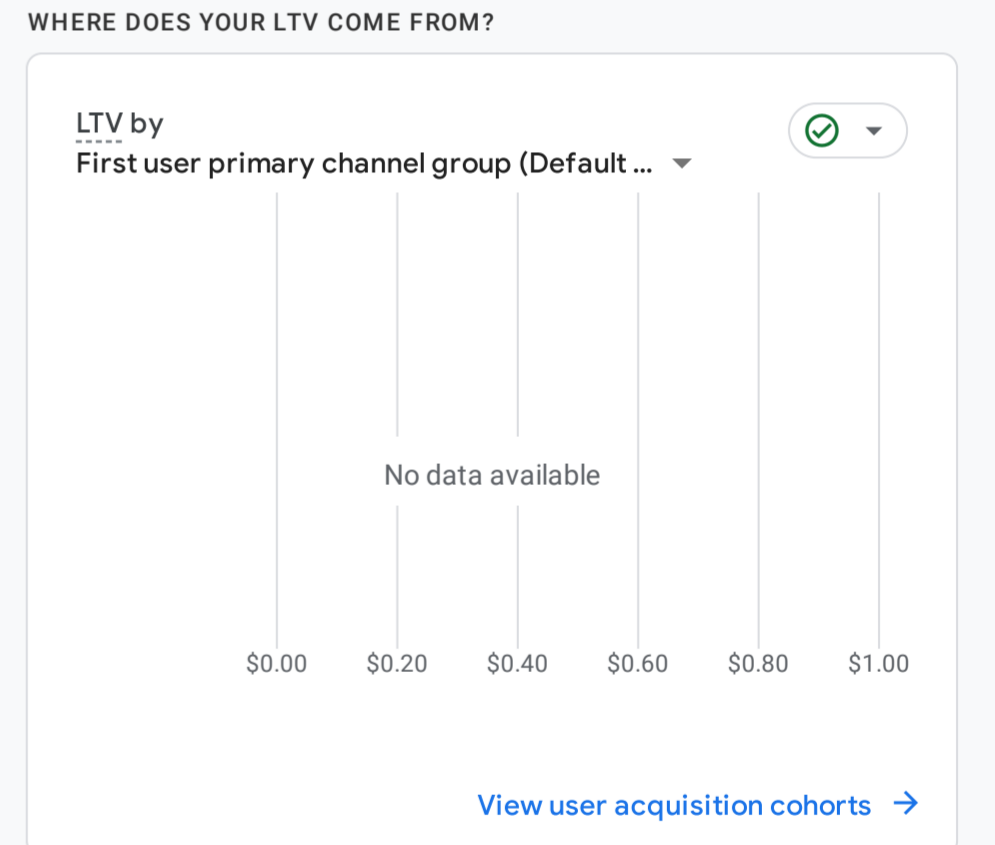 WHERE DOES YOUR LTV COME FROM?
LTV by
First user primary channel group (Default ...
No data available
$0.00 $0.20 $0.40 $0.60 $0.80 $1.00
View user acquisition cohorts